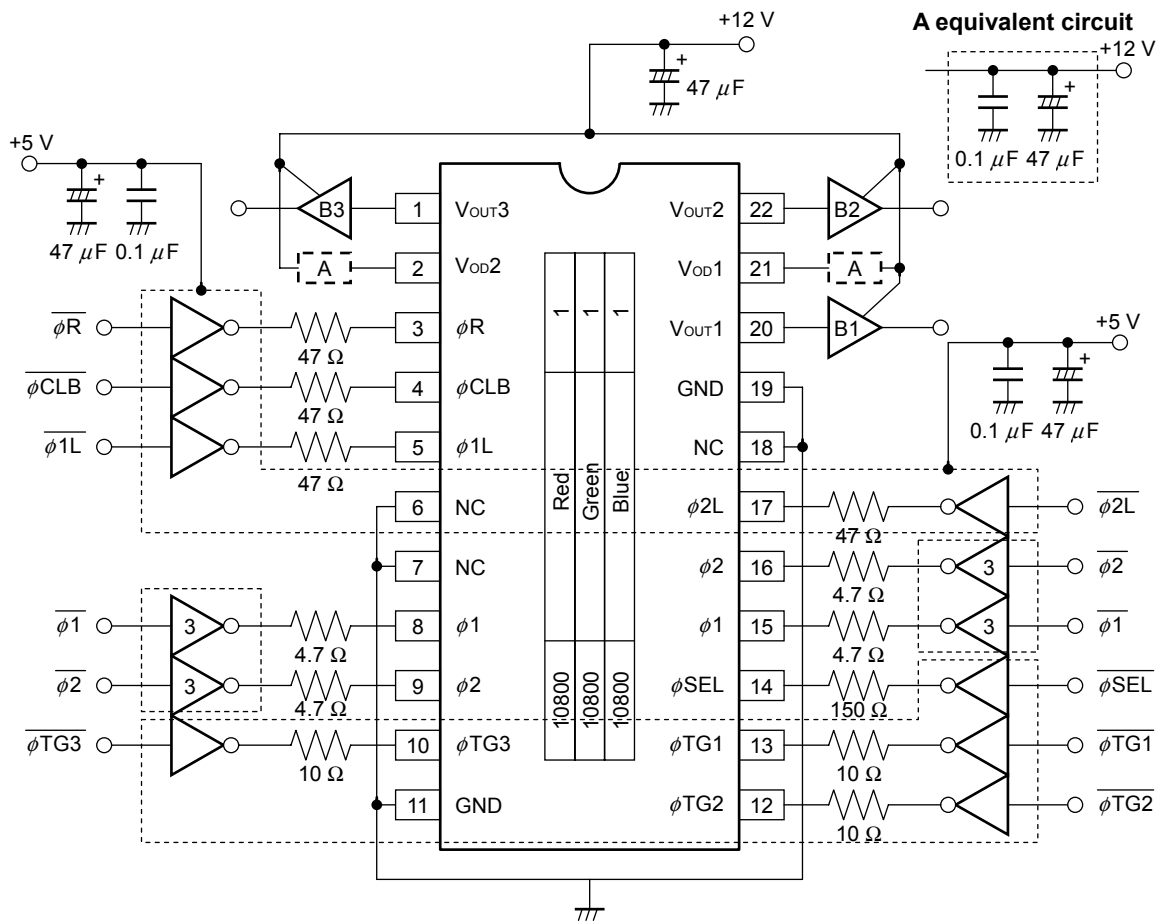 A equivalent circuit
+12 V
+12 V
+
47 μF
+
0.1 μF 47 μF
+5 V
+
47 μF 0.1 μF
B3 1 VOUT3
VOUT2 22 B2
A 2 VOD2
VOD1 21 A
φR 47 Ω 3 φR
VOUT1 20 B1
+5 V
+
0.1 μF 47 μF
φCLB 47 Ω 4 φCLB
GND 19
φ1L 47 Ω 5 φ1L
NC 18
6 NC
φ2L 17 47 Ω φ2L
7 NC
φ2 16 4.7 Ω 3 φ2
φ1 3 4.7 Ω 8 φ1
φ1 15 4.7 Ω 3 φ1
φ2 3 4.7 Ω 9 φ2
φSEL 14 150 Ω φSEL
φTG3 10 Ω 10 φTG3
φTG1 13 10 Ω φTG1
11 GND
φTG2 12 10 Ω φTG2
1 Red 10800
1 Green 10800
1 Blue 10800